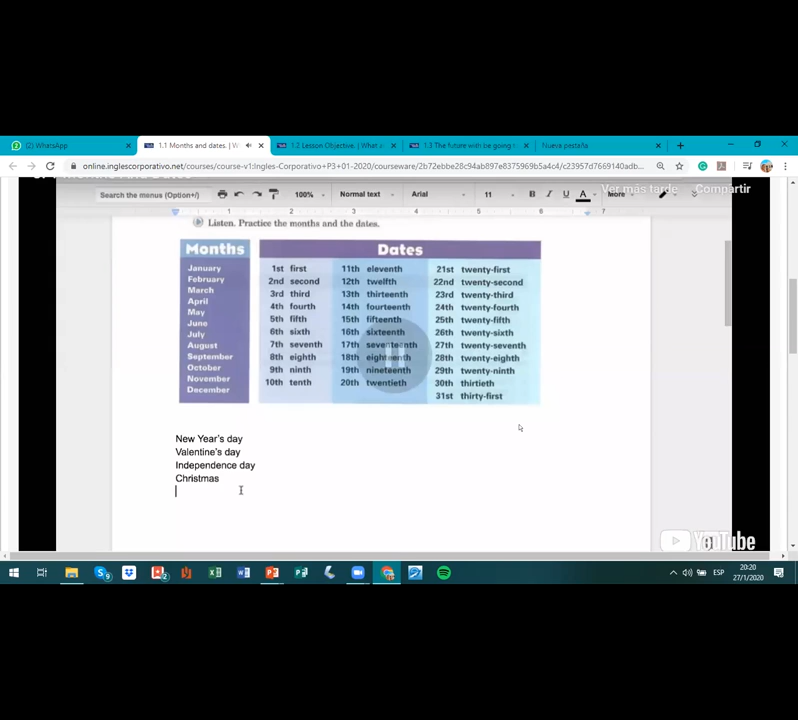 (2) WhatsApp
1.1 Months and dates. | W
1.2 Lesson Objective. | What a
1.3 The future with be going
Nueva pestaña
online.inglescorporativo.net/courses/course-v1:Ingles-Corporativo+P3+01-2020/courseware/2b72ebbe28c94ab897e8375969b5a4c4/c23957d7669140adb...
Search the menus (Option+/)
100%
Normal text
Arial
11
B I U A
More
Ver más tarde
Compartir
1 2 3 4 5 6 7
Listen. Practice the months and the dates.
Months
January
February
March
April
May
June
July
August
September
October
November
December
Dates
1st first
2nd second
3rd third
4th fourth
5th fifth
6th sixth
7th seventh
8th eighth
9th ninth
10th tenth
11th eleventh
12th twelfth
13th thirteenth
14th fourteenth
15th fifteenth
16th sixteenth
17th seventeenth
18th eighteenth
19th nineteenth
20th twentieth
21st twenty-first
22nd twenty-second
23rd twenty-third
24th twenty-fourth
25th twenty-fifth
26th twenty-sixth
27th twenty-seventh
28th twenty-eighth
29th twenty-ninth
30th thirtieth
31st thirty-first
New Year's day
Valentine's day
Independence day
Christmas
YouTube
ESP
20:20
27/1/2020